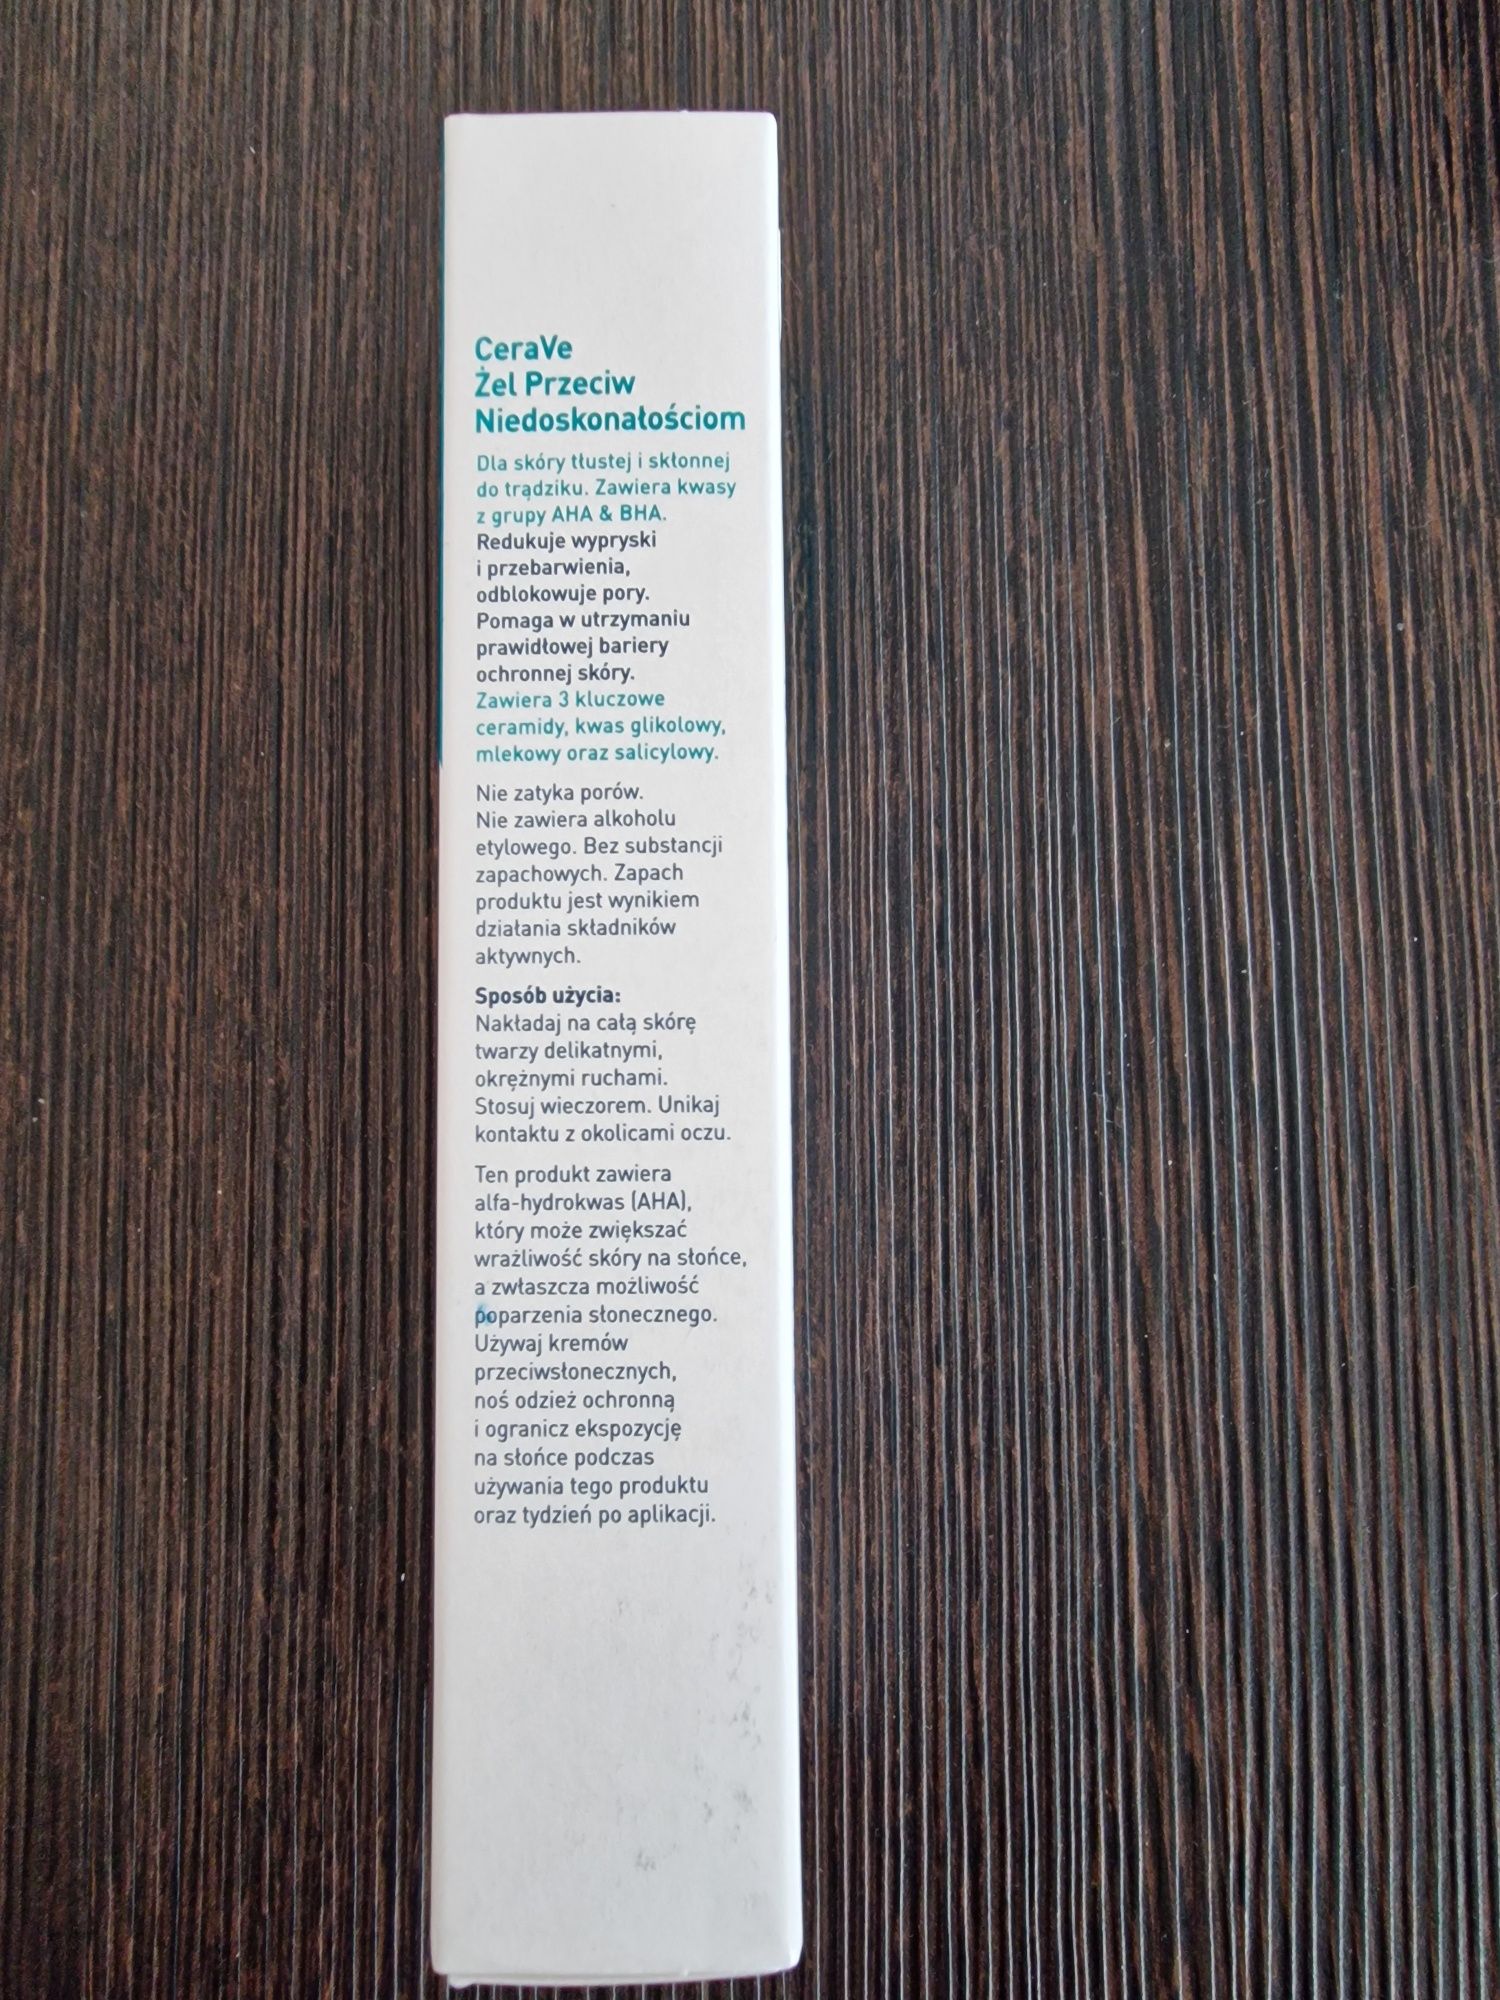 CeraVe
Żel Przeciw
Niedoskonałościom
Dla skóry tłustej i skłonnej
do trądziku. Zawiera kwasy
z grupy AHA & BHA.
Redukuje wypryski
i przebarwienia,
odblokowuje pory.
Pomaga w utrzymaniu
prawidłowej bariery
ochronnej skóry.
Zawiera 3 kluczowe
ceramidy, kwas glikolowy,
mlekowy oraz salicylowy.
Nie zatyka porów.
Nie zawiera alkoholu
etylowego. Bez substancji
zapachowych. Zapach
produktu jest wynikiem
działania składników
aktywnych.
Sposób użycia:
Nakładaj na całą skórę
twarzy delikatnymi,
okrężnymi ruchami.
Stosuj wieczorem. Unikaj
kontaktu z okolicami oczu.
Ten produkt zawiera
alfa-hydrokwas (AHA),
który może zwiększać
wrażliwość skóry na słońce,
a zwłaszcza możliwość
poparzenia słonecznego.
Używaj kremów
przeciwsłonecznych,
noś odzież ochronną
i ogranicz ekspozycję
na słońce podczas
używania tego produktu
oraz tydzień po aplikacji.